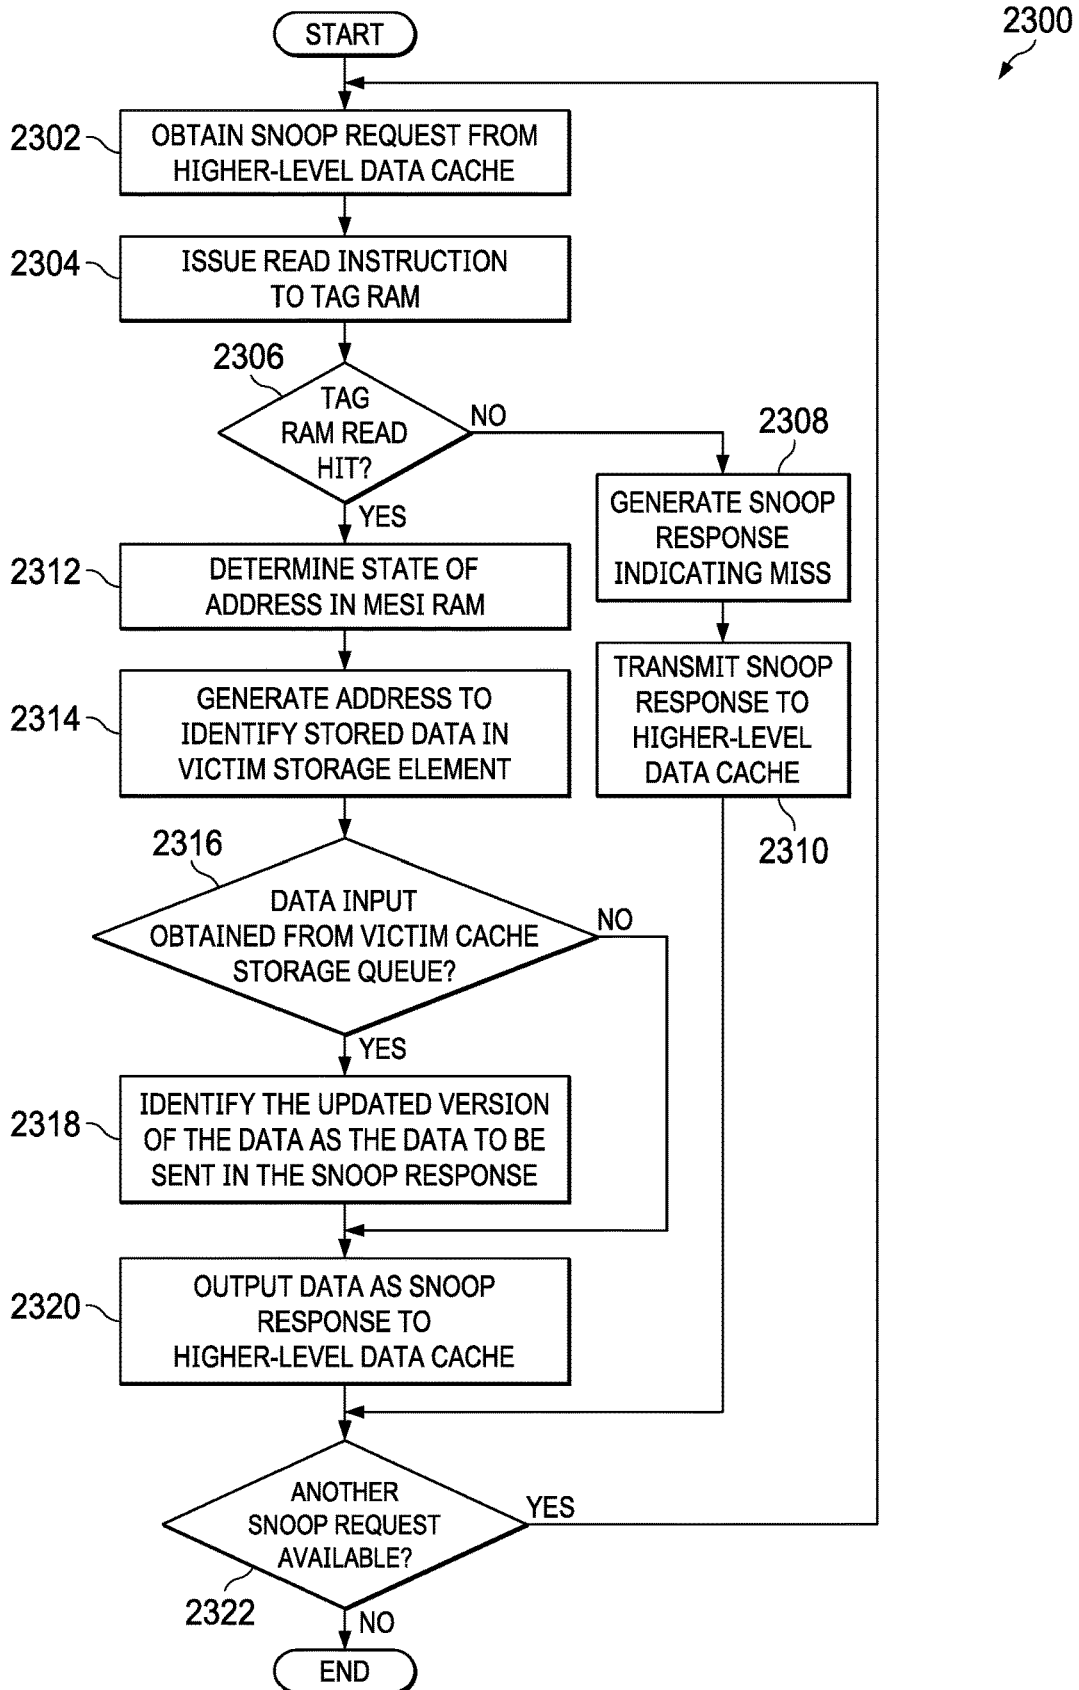 2300
START
2302
OBTAIN SNOOP REQUEST FROM
HIGHER-LEVEL DATA CACHE
2304
ISSUE READ INSTRUCTION
TO TAG RAM
2306
TAG
RAM READ
HIT?
NO
YES
2308
GENERATE SNOOP
RESPONSE
INDICATING MISS
2312
DETERMINE STATE OF
ADDRESS IN MESI RAM
TRANSMIT SNOOP
RESPONSE TO
HIGHER-LEVEL
DATA CACHE
2310
2314
GENERATE ADDRESS TO
IDENTIFY STORED DATA IN
VICTIM STORAGE ELEMENT
2316
DATA INPUT
OBTAINED FROM VICTIM CACHE
STORAGE QUEUE?
NO
YES
2318
IDENTIFY THE UPDATED VERSION
OF THE DATA AS THE DATA TO BE
SENT IN THE SNOOP RESPONSE
2320
OUTPUT DATA AS SNOOP
RESPONSE TO
HIGHER-LEVEL DATA CACHE
ANOTHER
SNOOP REQUEST
AVAILABLE?
YES
2322
NO
END